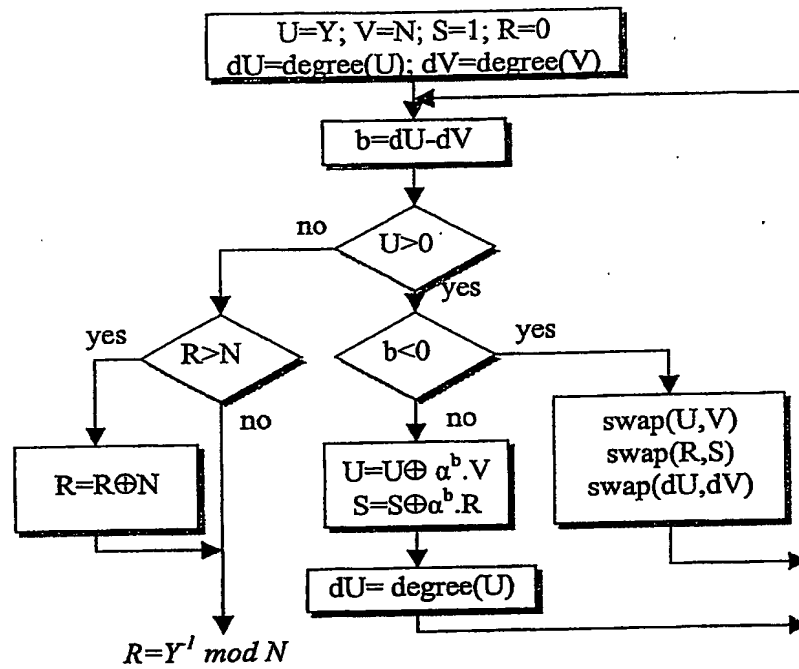 U=Y; V=N; S=1; R=0
dU=degree(U); dV=degree(V)
b=dU-dV
no
U>0
yes
yes
R>N
b<0
yes
no
no
R=R⊕N
U=U⊕ α^b.V
S=S⊕α^b.R
swap(U,V)
swap(R,S)
swap(dU,dV)
dU= degree(U)
R=Y^-1 mod N